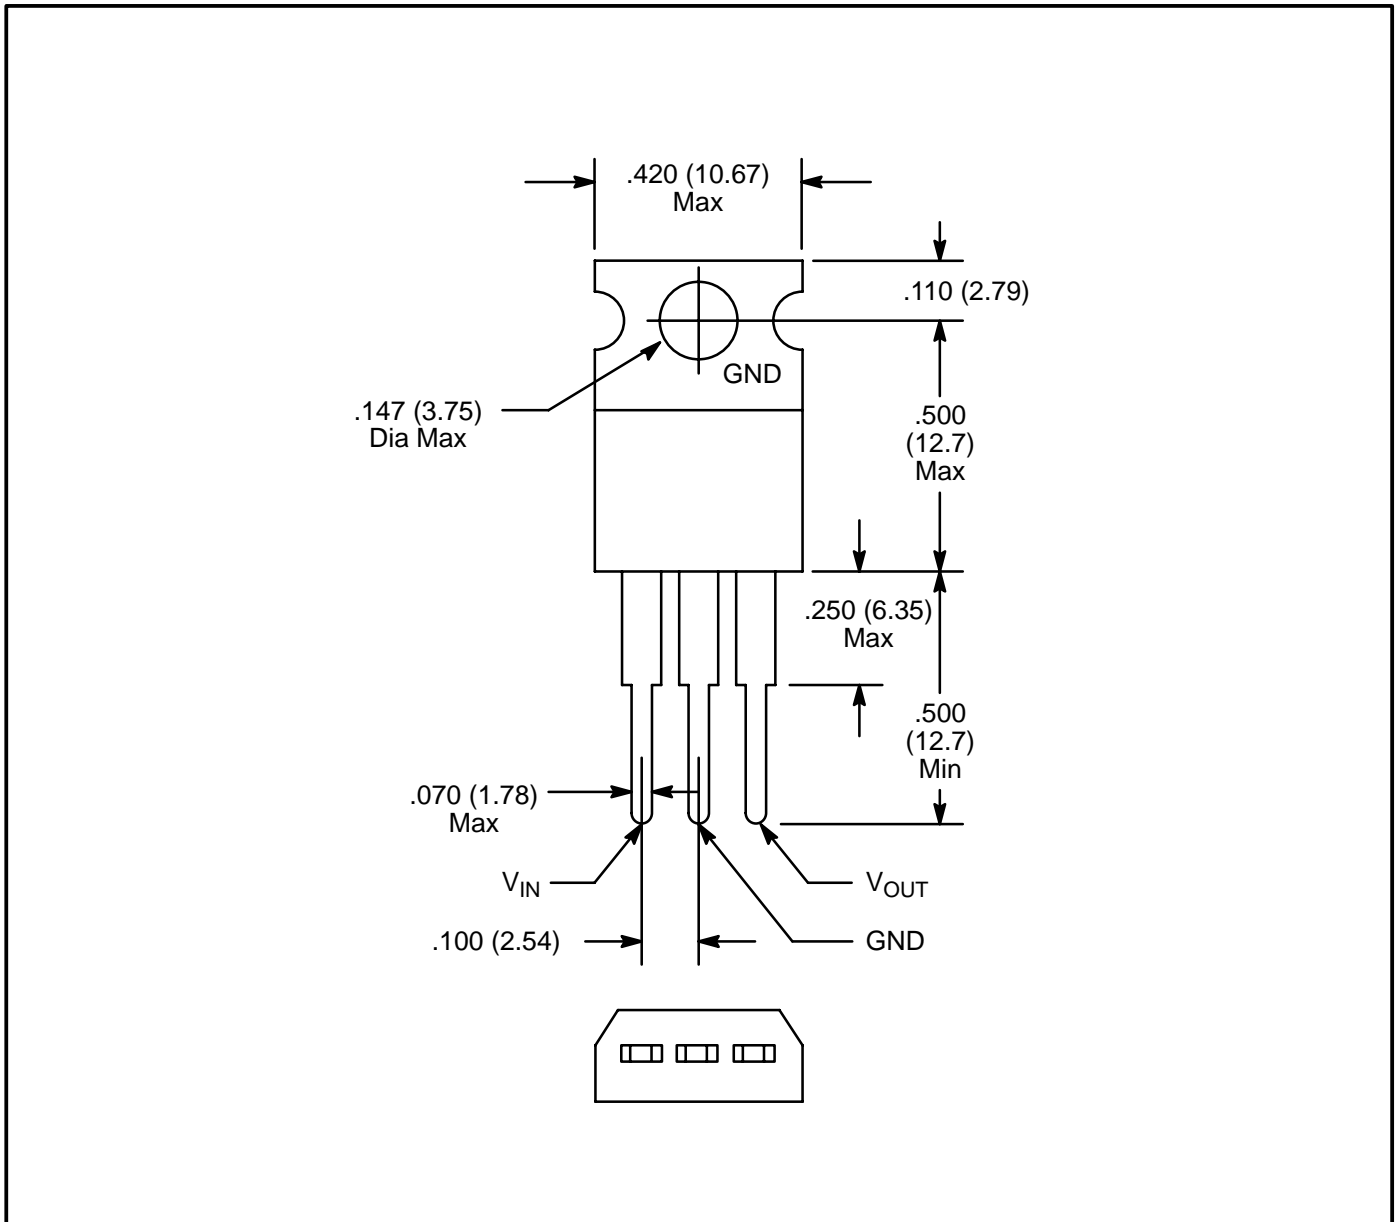 .420 (10.67)
Max
.110 (2.79)
GND
.147 (3.75)
Dia Max
.500
(12.7)
Max
.250 (6.35)
Max
.500
(12.7)
Min
.070 (1.78)
Max
VIN
VOUT
.100 (2.54)
GND